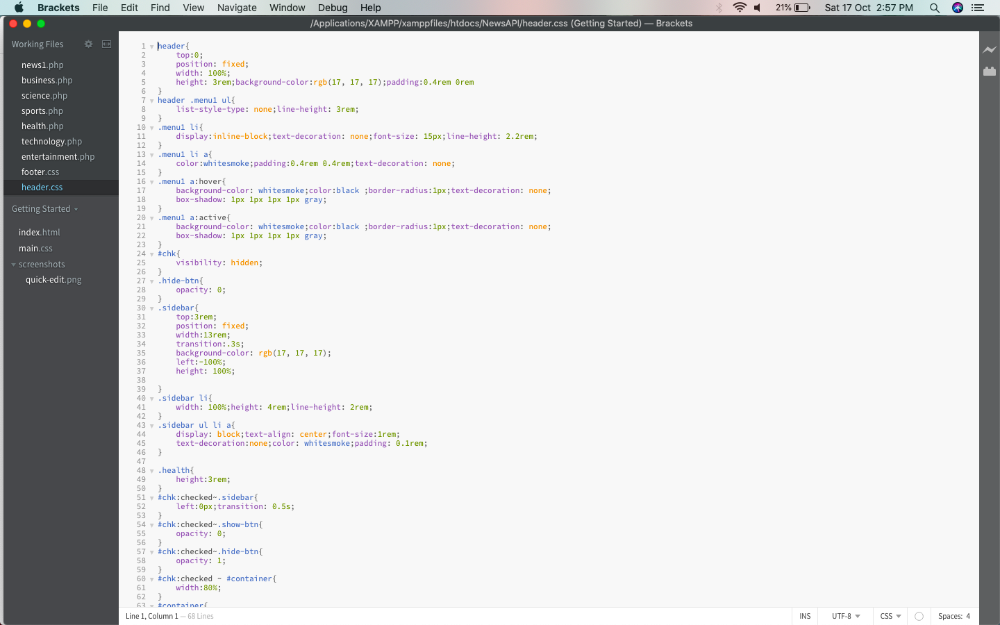 Brackets File Edit Find View Navigate Window Debug Help 21% Sat 17 Oct 2:57 PM
/Applications/XAMPP/xamppfiles/htdocs/NewsAPI/header.css (Getting Started) — Brackets
Working Files
news1.php
business.php
science.php
sports.php
health.php
technology.php
entertainment.php
footer.css
header.css
Getting Started
index.html
main.css
screenshots
quick-edit.png
1 header{
2 top:0;
3 position: fixed;
4 width: 100%;
5 height: 3rem;background-color:rgb(17, 17, 17);padding:0.4rem 0rem
6 }
7 header .menu1 ul{
8 list-style-type: none;line-height: 3rem;
9 }
10 .menu1 li{
11 display:inline-block;text-decoration: none;font-size: 15px;line-height: 2.2rem;
12 }
13 .menu1 li a{
14 color:whitesmoke;padding:0.4rem 0.4rem;text-decoration: none;
15 }
16 .menu1 a:hover{
17 background-color: whitesmoke;color:black ;border-radius:1px;text-decoration: none;
18 box-shadow: 1px 1px 1px 1px gray;
19 }
20 .menu1 a:active{
21 background-color: whitesmoke;color:black ;border-radius:1px;text-decoration: none;
22 box-shadow: 1px 1px 1px 1px gray;
23 }
24 #chk{
25 visibility: hidden;
26 }
27 .hide-btn{
28 opacity: 0;
29 }
30 .sidebar{
31 top:3rem;
32 position: fixed;
33 width:13rem;
34 transition:.3s;
35 background-color: rgb(17, 17, 17);
36 left:-100%;
37 height: 100%;
38
39 }
40 .sidebar li{
41 width: 100%;height: 4rem;line-height: 2rem;
42 }
43 .sidebar ul li a{
44 display: block;text-align: center;font-size:1rem;
45 text-decoration:none;color: whitesmoke;padding: 0.1rem;
46 }
47
48 .health{
49 height:3rem;
50 }
51 #chk:checked~.sidebar{
52 left:0px;transition: 0.5s;
53 }
54 #chk:checked~.show-btn{
55 opacity: 0;
56 }
57 #chk:checked~.hide-btn{
58 opacity: 1;
59 }
60 #chk:checked ~ #container{
61 width:80%;
62 }
63 #container{
Line 1, Column 1 — 68 Lines INS UTF-8 CSS Spaces: 4